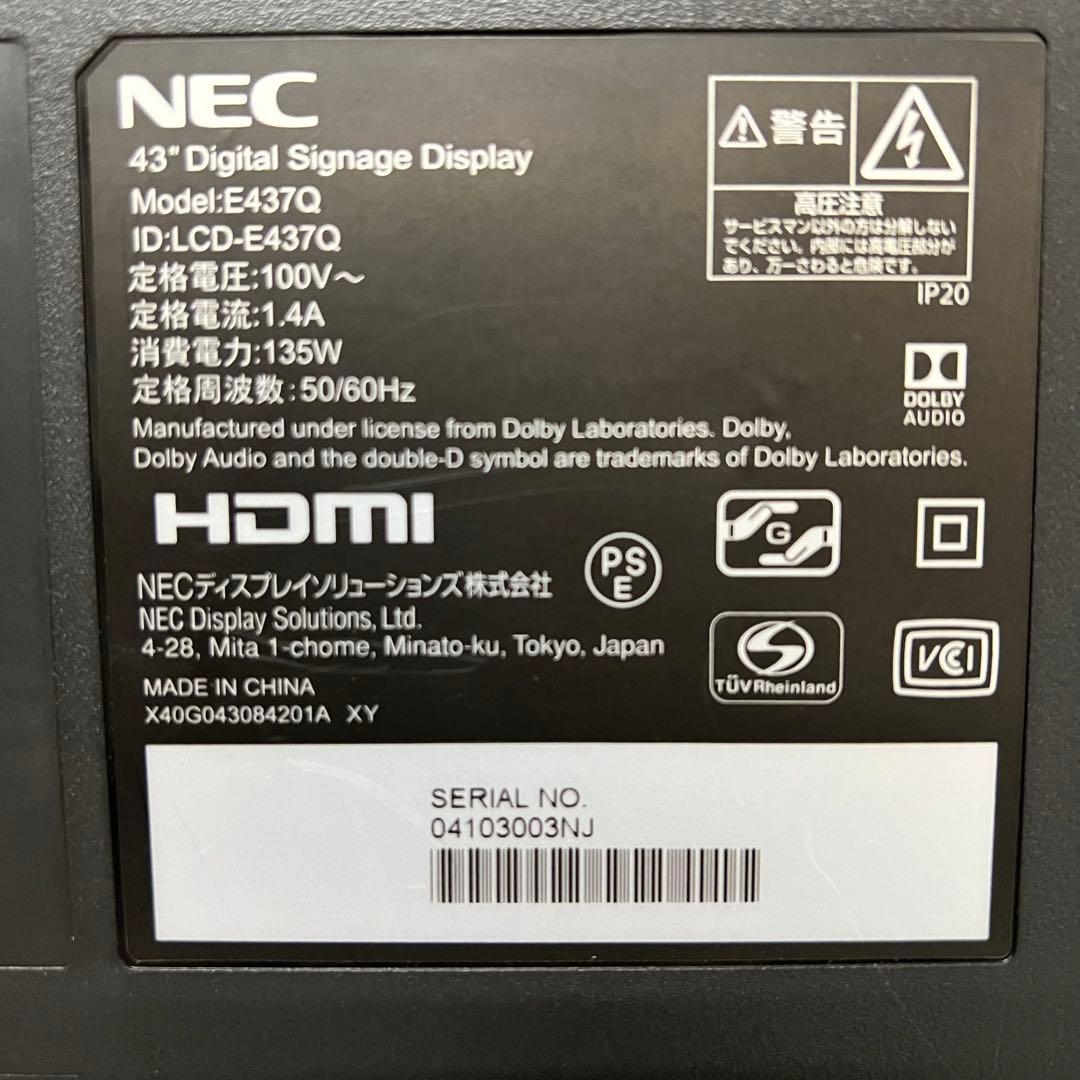 NEC
43" Digital Signage Display
Model:E437Q
ID:LCD-E437Q
定格電圧:100V～
定格電流:1.4A
消費電力:135W
定格周波数:50/60Hz
警告
高圧注意
サービスマン以外の方は分解しない
でください。内部には高電圧部分が
あり、万一さわると危険です。
IP20
DOLBY
AUDIO
Manufactured under license from Dolby Laboratories. Dolby,
Dolby Audio and the double-D symbol are trademarks of Dolby Laboratories.
HDMI
PS
E
G
NECディスプレイソリューションズ株式会社
NEC Display Solutions, Ltd.
4-28, Mita 1-chome, Minato-ku, Tokyo, Japan
TÜVRheinland
VCCI
MADE IN CHINA
X40G043084201A XY
SERIAL NO.
04103003NJ